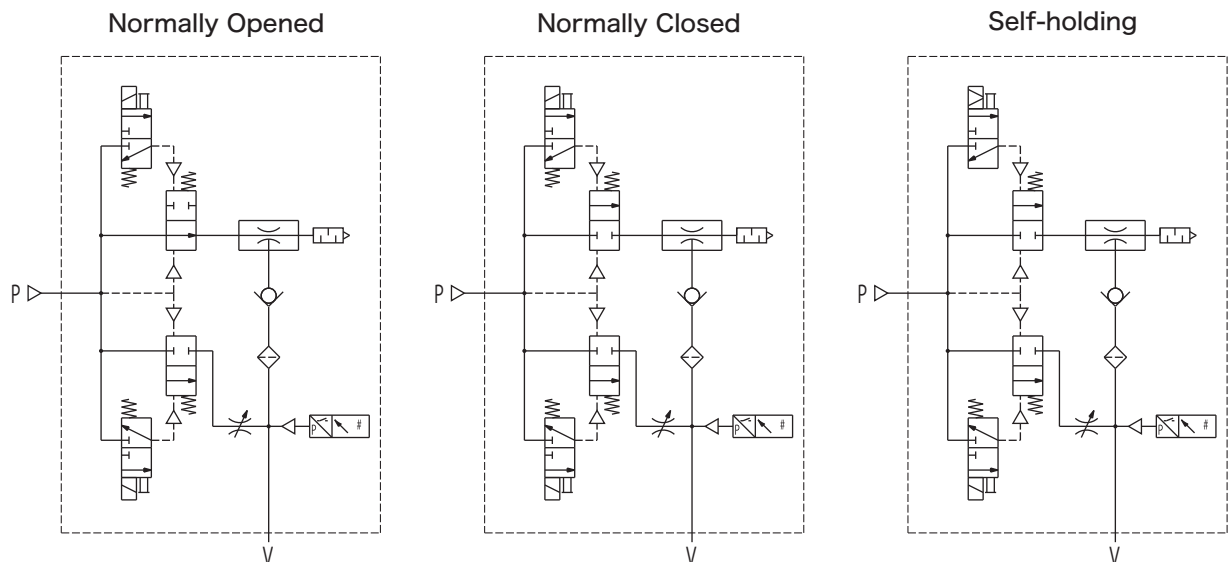 Normally Opened
Normally Closed
Self-holding
P
P
P
P #
P #
P #
V
V
V